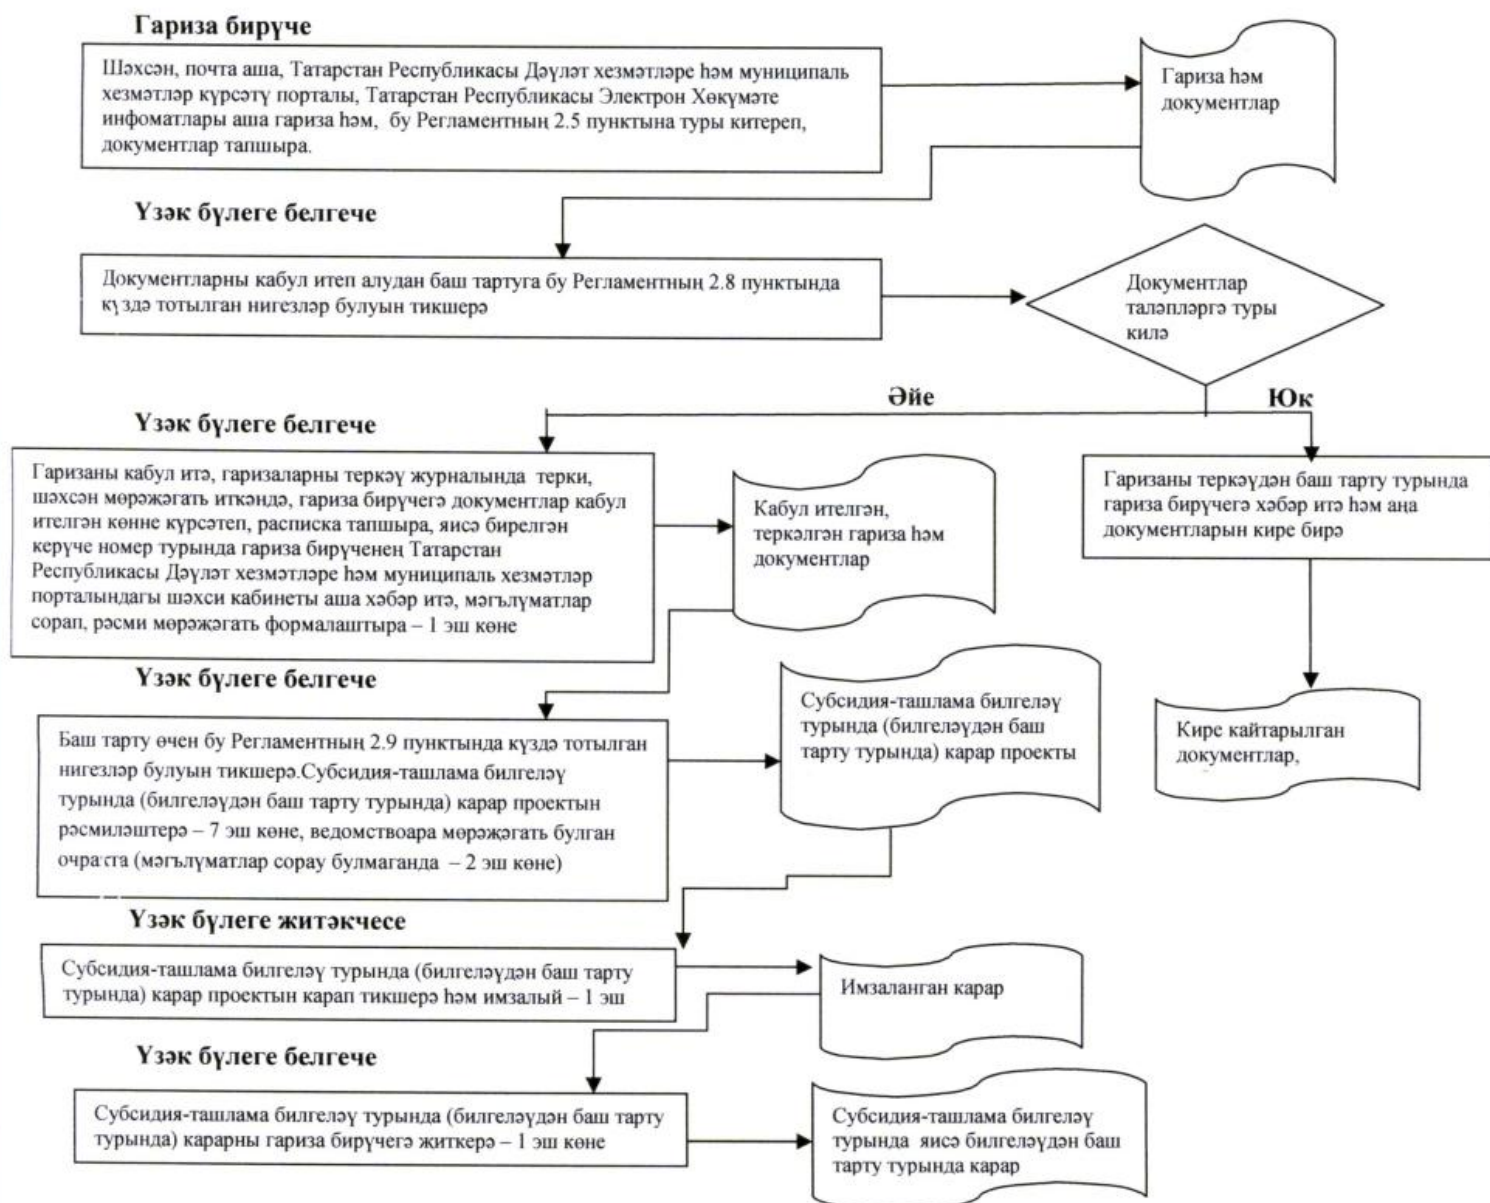 Гариза бирүче
Шәхсән, почта аша, Татарстан Республикасы Дәүләт хезмәтләре һәм муниципаль
хезмәтләр күрсәтү порталы, Татарстан Республикасы Электрон Хөкүмәте
инфоматлары аша гариза һәм, бу Регламентның 2.5 пунктына туры китереп,
документлар тапшыра.
Гариза һәм
документлар
Үзәк бүлеге белгече
Документларны кабул итеп алудан баш тартуга бу Регламентның 2.8 пунктында
күздә тотылган нигезләр булуын тикшерә
Документлар
таләпләргә туры
килә
Әйе
Юк
Үзәк бүлеге белгече
Гаризаны кабул итә, гаризаларны теркәү журналында терки,
шәхсән мөрәҗәгать иткәндә, гариза бирүчегә документлар кабул
ителгән көнне күрсәтеп, расписка тапшыра, яисә бирелгән
керүче номер турында гариза бирүченең Татарстан
Республикасы Дәүләт хезмәтләре һәм муниципаль хезмәтләр
порталындагы шәхси кабинеты аша хәбәр итә, мәгълүматлар
сорап, рәсми мөрәҗәгать формалаштыра – 1 эш көне
Кабул ителгән,
теркәлгән гариза һәм
документлар
Гаризаны теркәүдән баш тарту турында
гариза бирүчегә хәбәр итә һәм аңа
документларын кире бирә
Үзәк бүлеге белгече
Баш тарту өчен бу Регламентның 2.9 пунктында күздә тотылган
нигезләр булуын тикшерә.Субсидия-ташлама билгеләү
турында (билгеләүдән баш тарту турында) карар проектын
рәсмиләштерә – 7 эш көне, ведомствоара мөрәҗәгать булган
очракта (мәгълүматлар сорау булмаганда – 2 эш көне)
Субсидия-ташлама билгеләү
турында (билгеләүдән баш
тарту турында) карар проекты
Кире кайтарылган
документлар,
Үзәк бүлеге житәкчесе
Субсидия-ташлама билгеләү турында (билгеләүдән баш тарту
турында) карар проектын карап тикшерә һәм имзалый – 1 эш
Имзаланган карар
Үзәк бүлеге белгече
Субсидия-ташлама билгеләү турында (билгеләүдән баш тарту
турында) карарны гариза бирүчегә житкерә – 1 эш көне
Субсидия-ташлама билгеләү
турында яисә билгеләүдән баш
тарту турында карар